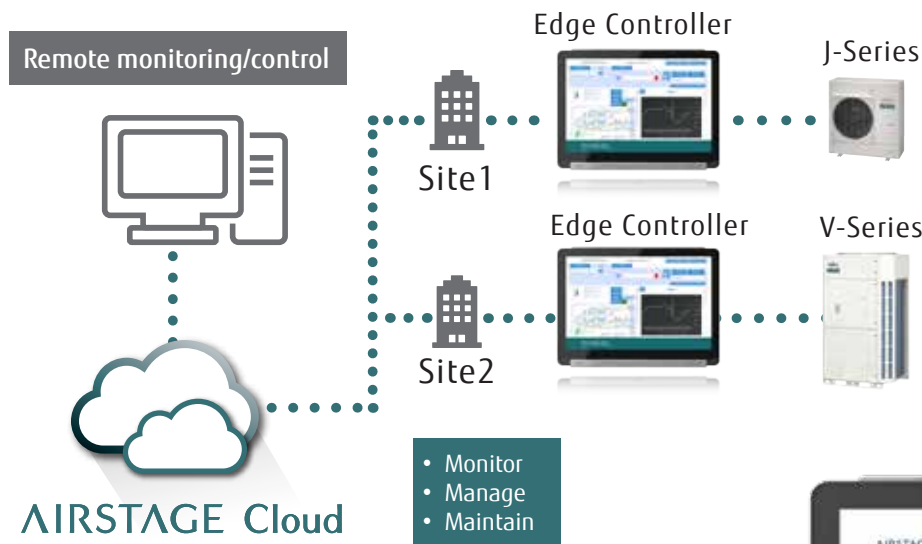 Remote monitoring/control
Edge Controller
J-Series
Site1
Edge Controller
V-Series
Site2
AIRSTAGE Cloud
• Monitor
• Manage
• Maintain